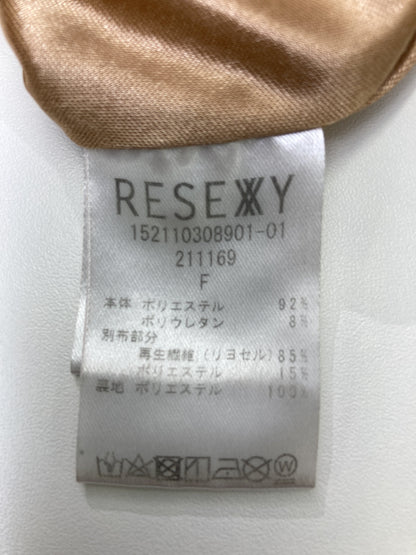 RESEXXY
152110308901-01
211169
F
本体 ポリエステル 92%
ポリウレタン 8%
別布部分
再生繊維(リヨセル) 85%
ポリエステル 15%
裏地 ポリエステル 100%